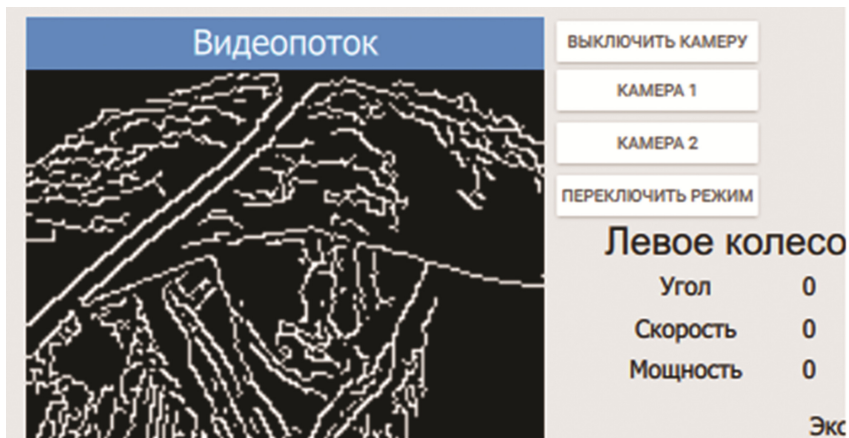 Видеопоток
ВЫКЛЮЧИТЬ КАМЕРУ
КАМЕРА 1
КАМЕРА 2
ПЕРЕКЛЮЧИТЬ РЕЖИМ
Левое колесо
Угол 0
Скорость 0
Мощность 0